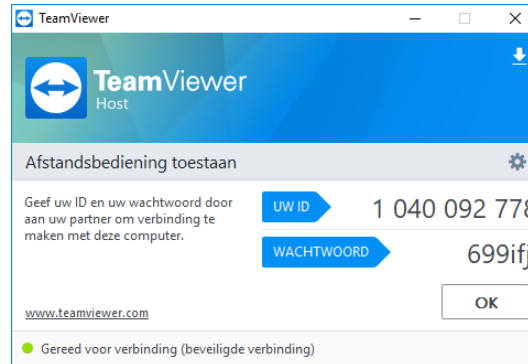 TeamViewer
TeamViewer
Host
Afstandsbediening toestaan
Geef uw ID en uw wachtwoord door
aan uw partner om verbinding te
maken met deze computer.
UW ID
1 040 092 778
WACHTWOORD
699ifj
OK
www.teamviewer.com
Gereed voor verbinding (beveiligde verbinding)